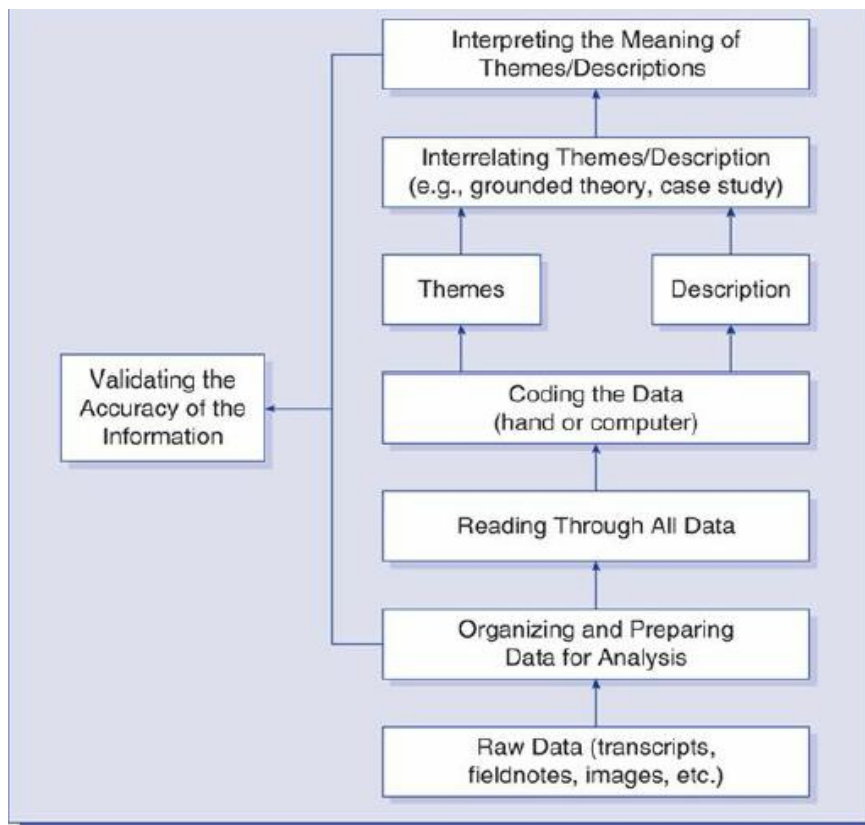 Interpreting the Meaning of
Themes/Descriptions
Interrelating Themes/Description
(e.g., grounded theory, case study)
Themes
Description
Validating the
Accuracy of the
Information
Coding the Data
(hand or computer)
Reading Through All Data
Organizing and Preparing
Data for Analysis
Raw Data (transcripts,
fieldnotes, images, etc.)